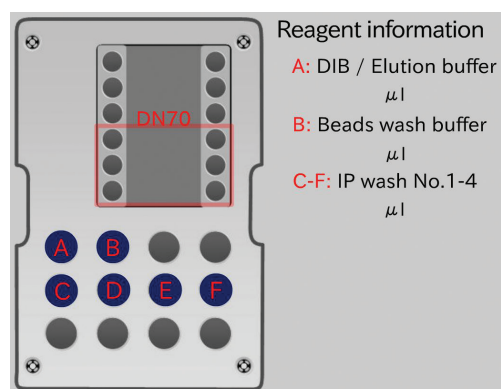 Reagent information
A: DIB / Elution buffer
μl
B: Beads wash buffer
μl
C-F: IP wash No.1-4
μl
DN70
A B
C D E F